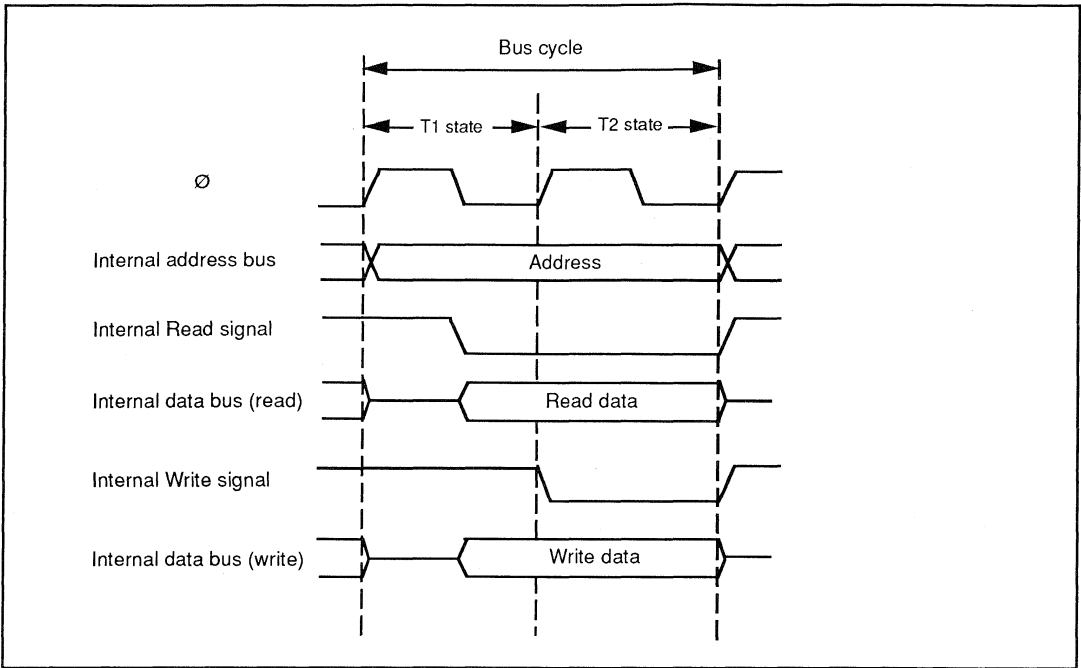 Bus cycle
T1 state
T2 state
Ø
Internal address bus
Address
Internal Read signal
Internal data bus (read)
Read data
Internal Write signal
Internal data bus (write)
Write data